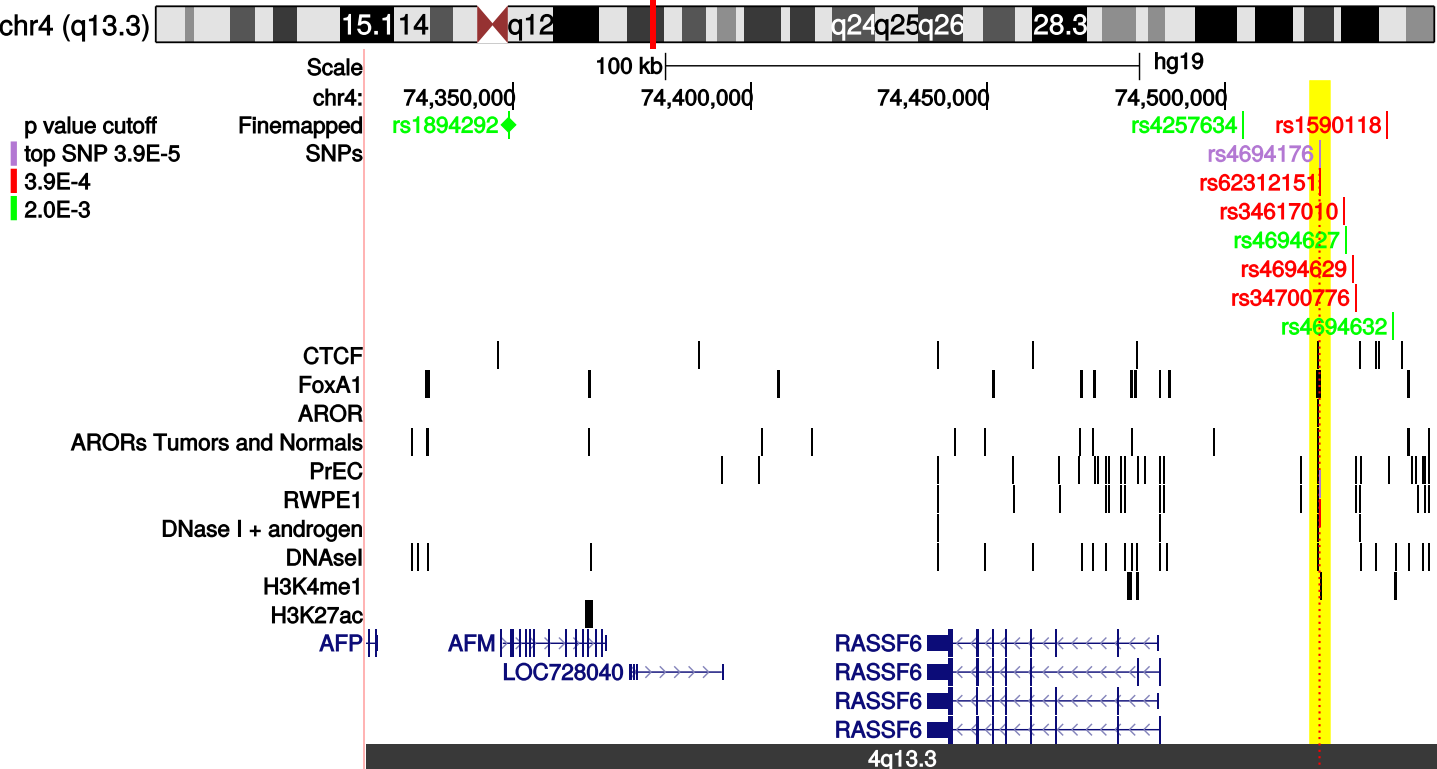 chr4 (q13.3) 15.1 14 q12 q24 q25 q26 28.3
Scale 100 kb hg19
chr4: 74,350,000 74,400,000 74,450,000 74,500,000
p value cutoff Finemapped rs1894292 rs4257634 rs1590118
top SNP 3.9E-5 SNPs rs4694176
3.9E-4 rs62312151
2.0E-3 rs34617010
rs4694627
rs4694629
rs34700776
rs4694632
CTCF
FoxA1
AROR
ARORs Tumors and Normals
PrEC
RWPE1
DNase I + androgen
DNAseI
H3K4me1
H3K27ac
AFP AFM RASSF6
LOC728040 RASSF6
RASSF6
RASSF6
4q13.3